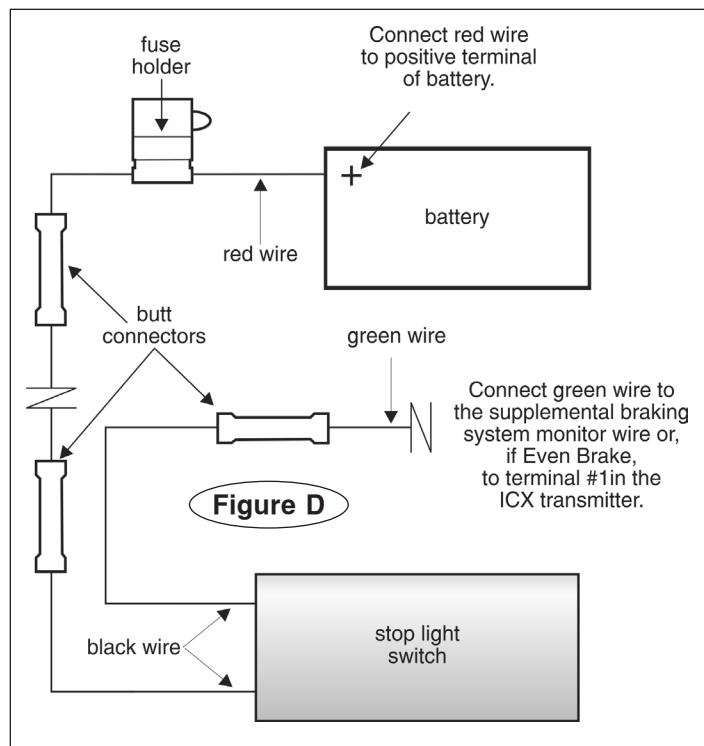 fuse
holder
Connect red wire
to positive terminal
of battery.
+
battery
red wire
butt
connectors
green wire
Connect green wire to
the supplemental braking
system monitor wire or,
if Even Brake,
to terminal #1in the
ICX transmitter.
Figure D
black wire
stop light
switch